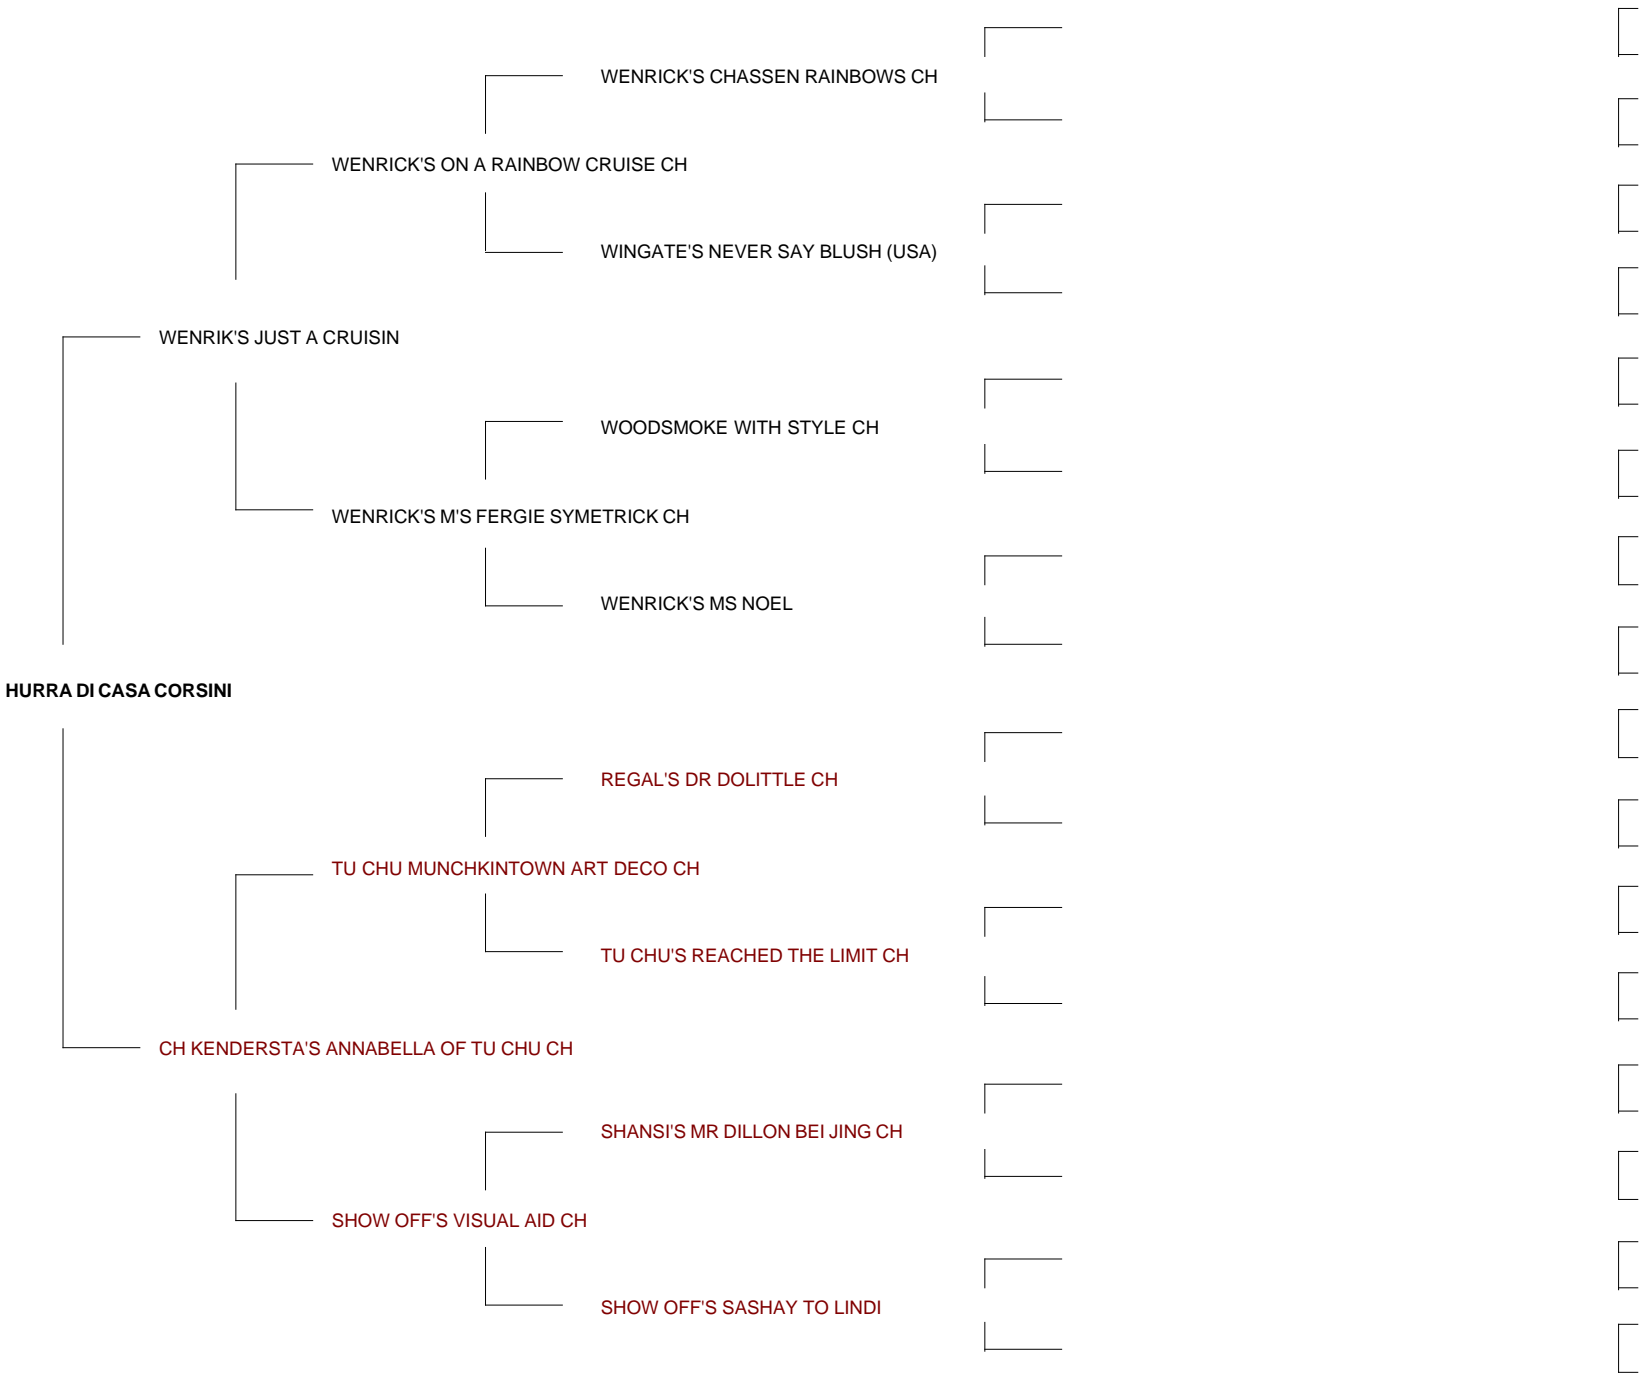 WENRICK'S CHASSEN RAINBOWS CH
WENRICK'S ON A RAINBOW CRUISE CH
WINGATE'S NEVER SAY BLUSH (USA)
WENRIK'S JUST A CRUISIN
WOODSMOKE WITH STYLE CH
WENRICK'S M'S FERGIE SYMETRICK CH
WENRICK'S MS NOEL
HURRA DI CASA CORSINI
REGAL'S DR DOLITTLE CH
TU CHU MUNCHKINTOWN ART DECO CH
TU CHU'S REACHED THE LIMIT CH
CH KENDERSTA'S ANNABELLA OF TU CHU CH
SHANSI'S MR DILLON BEI JING CH
SHOW OFF'S VISUAL AID CH
SHOW OFF'S SASHAY TO LINDI